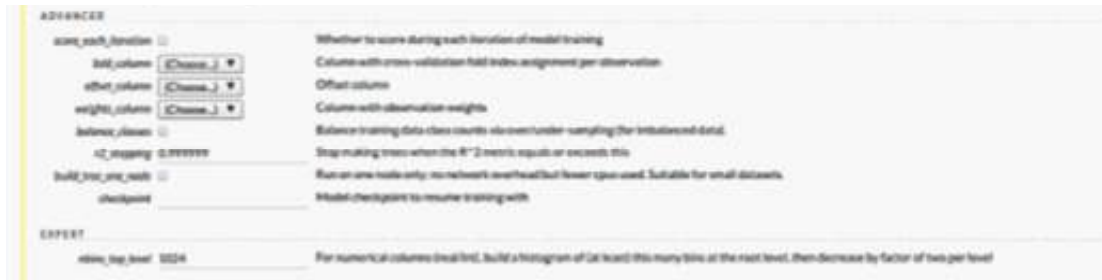 ADVANCED
score_each_iteration Whether to score during each iteration of model training
fold_column (Choose...) Column with cross-validation fold index assignment per observation
offset_column (Choose...) Offset column
weights_column (Choose...) Column with observation weights
balance_classes Balance training data class counts via over/under-sampling (for imbalanced data).
r2_stopping 0.999999 Stop making trees when the R^2 metric equals or exceeds this
build_tree_one_node Run on one node only; no network overhead but fewer cpus used. Suitable for small datasets.
checkpoint Model checkpoint to resume training with
EXPERT
nbins_top_level 1024 For numerical columns (real/int), build a histogram of (at least) this many bins at the root level, then decrease by factor of two per level